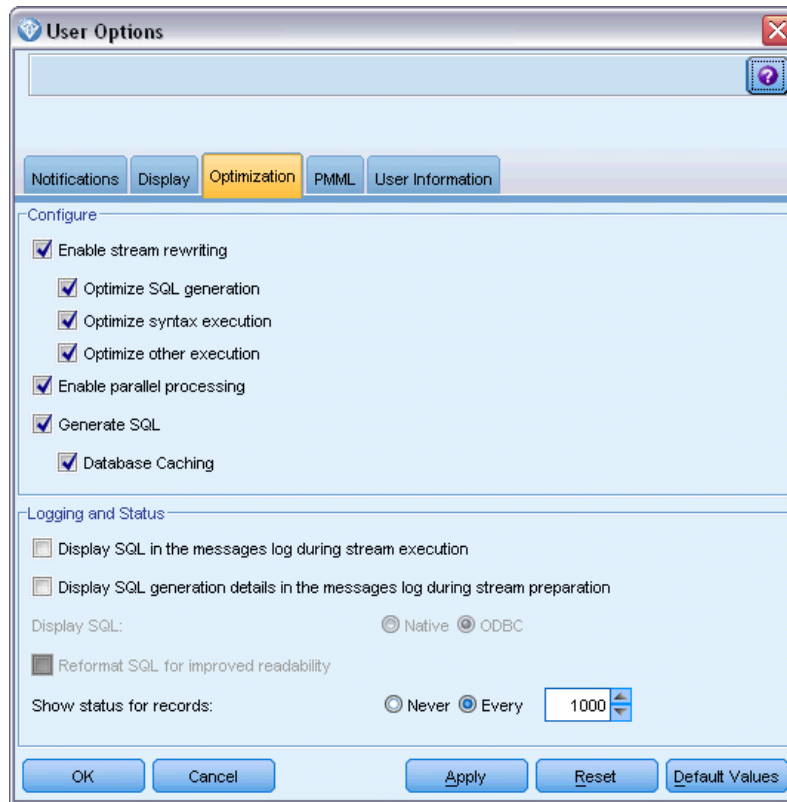 User Options
Notifications Display Optimization PMML User Information
Configure
Enable stream rewriting
Optimize SQL generation
Optimize syntax execution
Optimize other execution
Enable parallel processing
Generate SQL
Database Caching
Logging and Status
Display SQL in the messages log during stream execution
Display SQL generation details in the messages log during stream preparation
Display SQL: Native ODBC
Reformat SQL for improved readability
Show status for records: Never Every 1000
OK Cancel Apply Reset Default Values